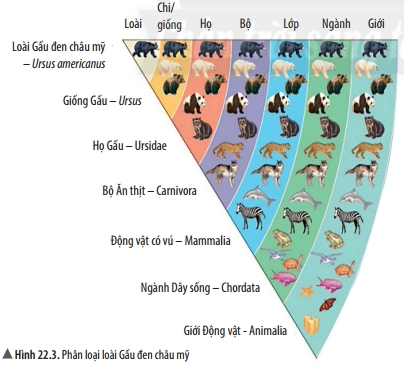 Loài
Chi/
giống
Họ
Bộ
Lớp
Ngành
Giới
Loài Gấu đen châu mỹ
– Ursus americanus
Giống Gấu – Ursus
Họ Gấu – Ursidae
Bộ Ăn thịt – Carnivora
Động vật có vú – Mammalia
Ngành Dây sống – Chordata
Giới Động vật - Animalia
▲ Hình 22.3. Phân loại loài Gấu đen châu mỹ